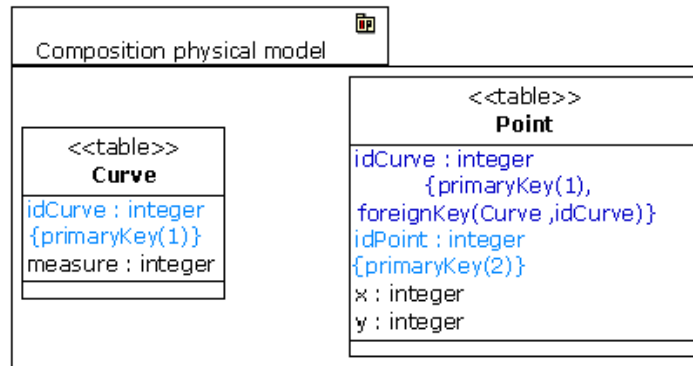 Composition physical model
<<table>>
Curve
idCurve : integer
{primaryKey(1)}
measure : integer
<<table>>
Point
idCurve : integer
{primaryKey(1),
foreignKey(Curve ,idCurve)}
idPoint : integer
{primaryKey(2)}
x : integer
y : integer